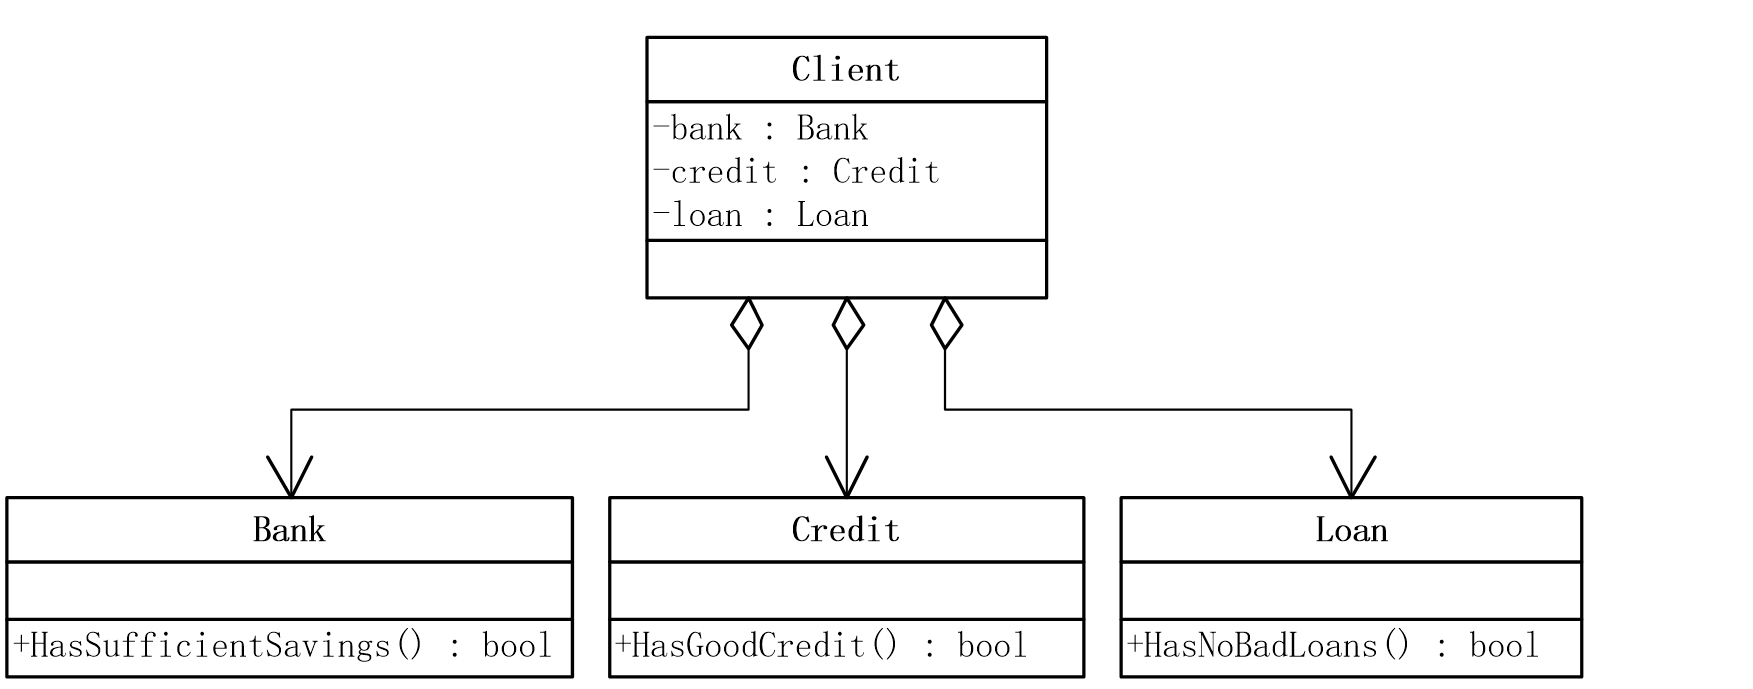 Client
-bank : Bank
-credit : Credit
-loan : Loan
Bank
+HasSufficientSavings() : bool
Credit
+HasGoodCredit() : bool
Loan
+HasNoBadLoans() : bool